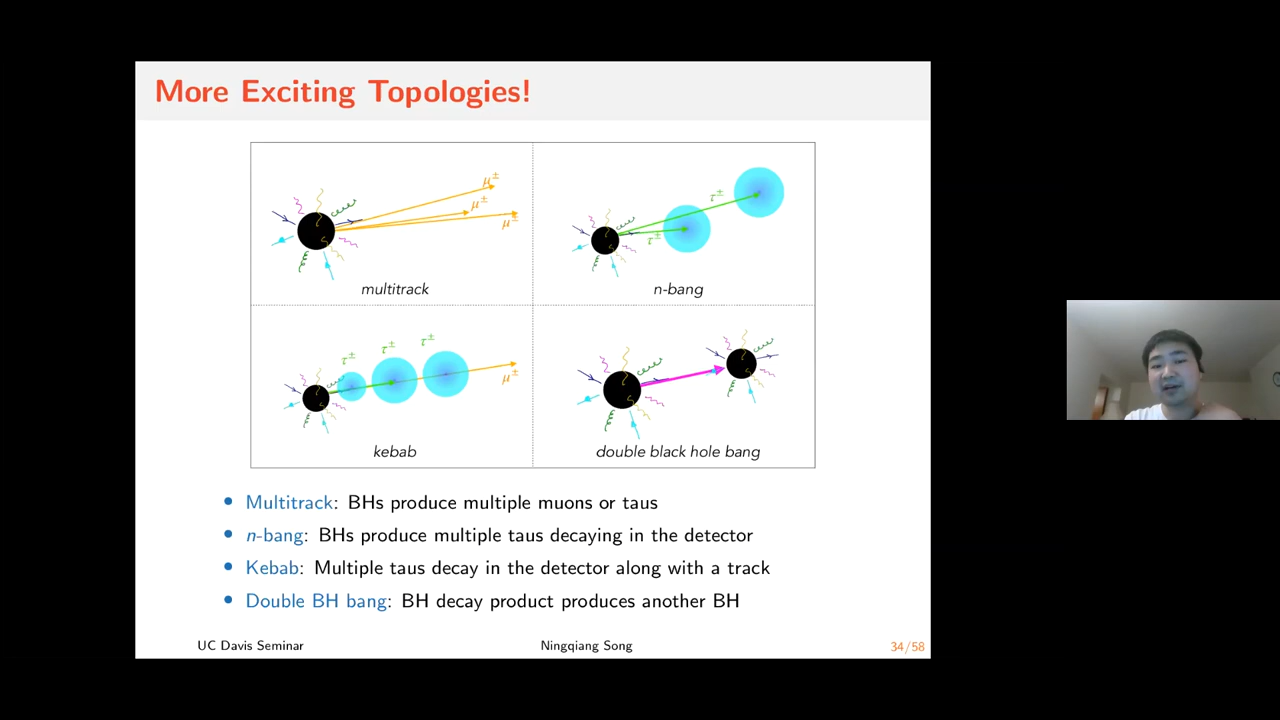 More Exciting Topologies!
μ±
μ±
μ±
multitrack
τ±
τ±
n-bang
τ±
τ±
τ±
μ±
kebab
double black hole bang
• Multitrack: BHs produce multiple muons or taus
• n-bang: BHs produce multiple taus decaying in the detector
• Kebab: Multiple taus decay in the detector along with a track
• Double BH bang: BH decay product produces another BH
UC Davis Seminar
Ningqiang Song
34/58